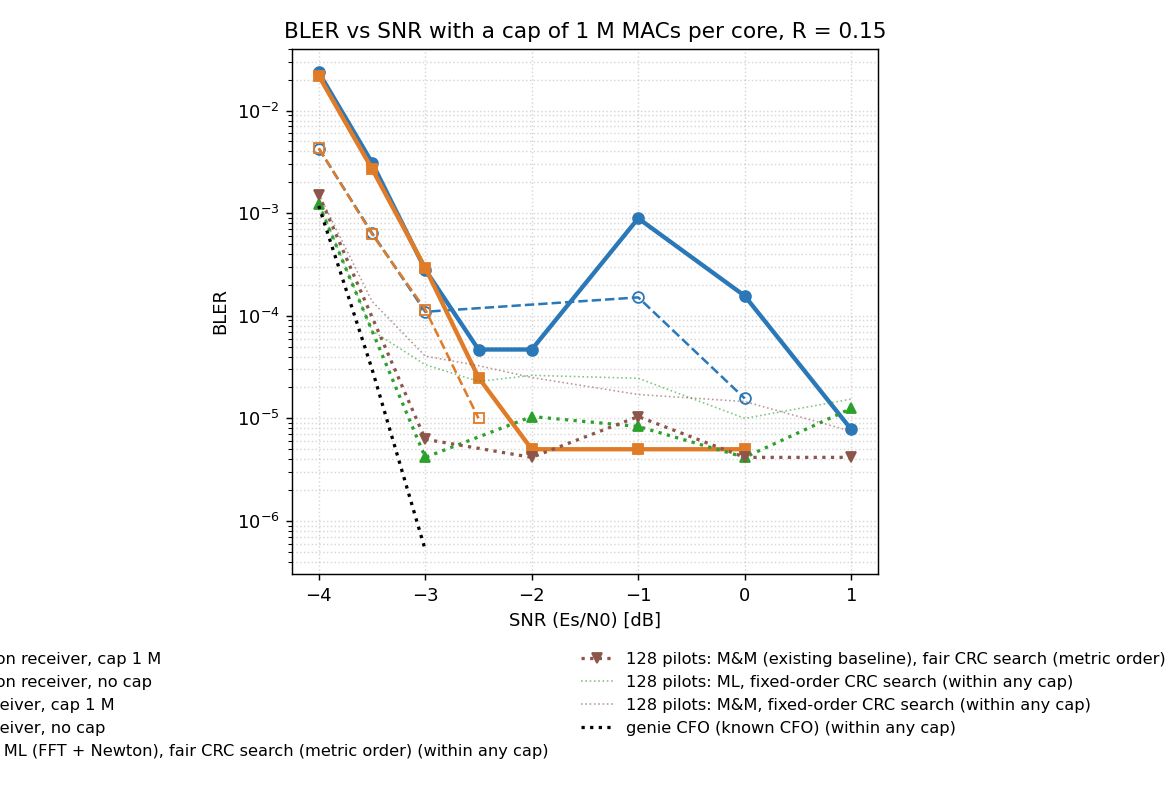 BLER vs SNR with a cap of 1 M MACs per core, R = 0.15
BLER
10⁻²
10⁻³
10⁻⁴
10⁻⁵
10⁻⁶
−4
−3
−2
−1
0
1
SNR (Es/N0) [dB]
receiver, cap 1 M
receiver, no cap
cap 1 M
no cap
ML (FFT + Newton), fair CRC search (metric order) (within any cap)
128 pilots: M&M (existing baseline), fair CRC search (metric order)
128 pilots: ML, fixed-order CRC search (within any cap)
128 pilots: M&M, fixed-order CRC search (within any cap)
genie CFO (known CFO) (within any cap)